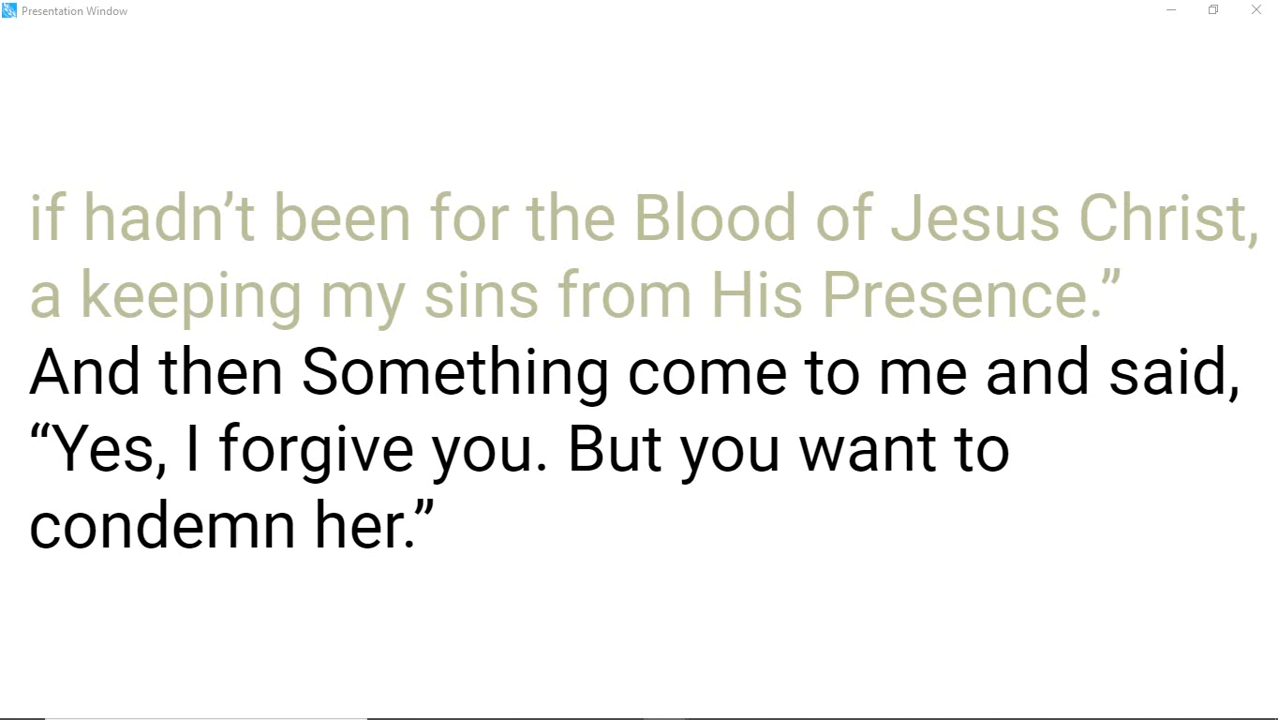 Presentation Window
if hadn’t been for the Blood of Jesus Christ,
a keeping my sins from His Presence.”
And then Something come to me and said,
“Yes, I forgive you. But you want to
condemn her.”